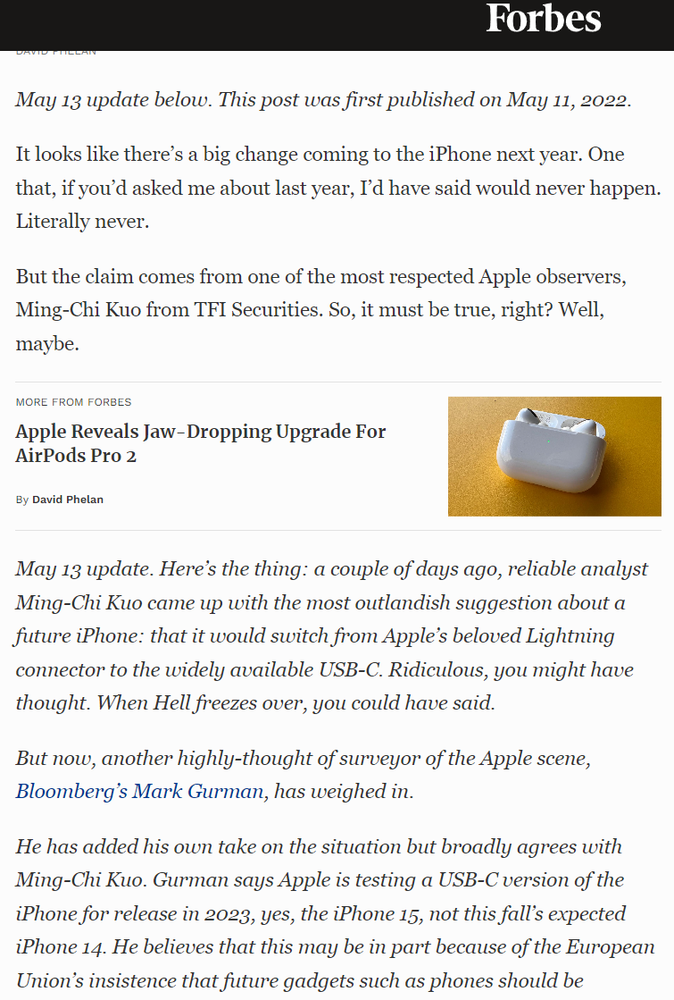 Forbes
DAVID PHELAN
May 13 update below. This post was first published on May 11, 2022.
It looks like there’s a big change coming to the iPhone next year. One
that, if you’d asked me about last year, I’d have said would never happen.
Literally never.
But the claim comes from one of the most respected Apple observers,
Ming-Chi Kuo from TFI Securities. So, it must be true, right? Well,
maybe.
MORE FROM FORBES
Apple Reveals Jaw-Dropping Upgrade For
AirPods Pro 2
By David Phelan
May 13 update. Here’s the thing: a couple of days ago, reliable analyst
Ming-Chi Kuo came up with the most outlandish suggestion about a
future iPhone: that it would switch from Apple’s beloved Lightning
connector to the widely available USB-C. Ridiculous, you might have
thought. When Hell freezes over, you could have said.
But now, another highly-thought of surveyor of the Apple scene,
Bloomberg’s Mark Gurman, has weighed in.
He has added his own take on the situation but broadly agrees with
Ming-Chi Kuo. Gurman says Apple is testing a USB-C version of the
iPhone for release in 2023, yes, the iPhone 15, not this fall’s expected
iPhone 14. He believes that this may be in part because of the European
Union’s insistence that future gadgets such as phones should be